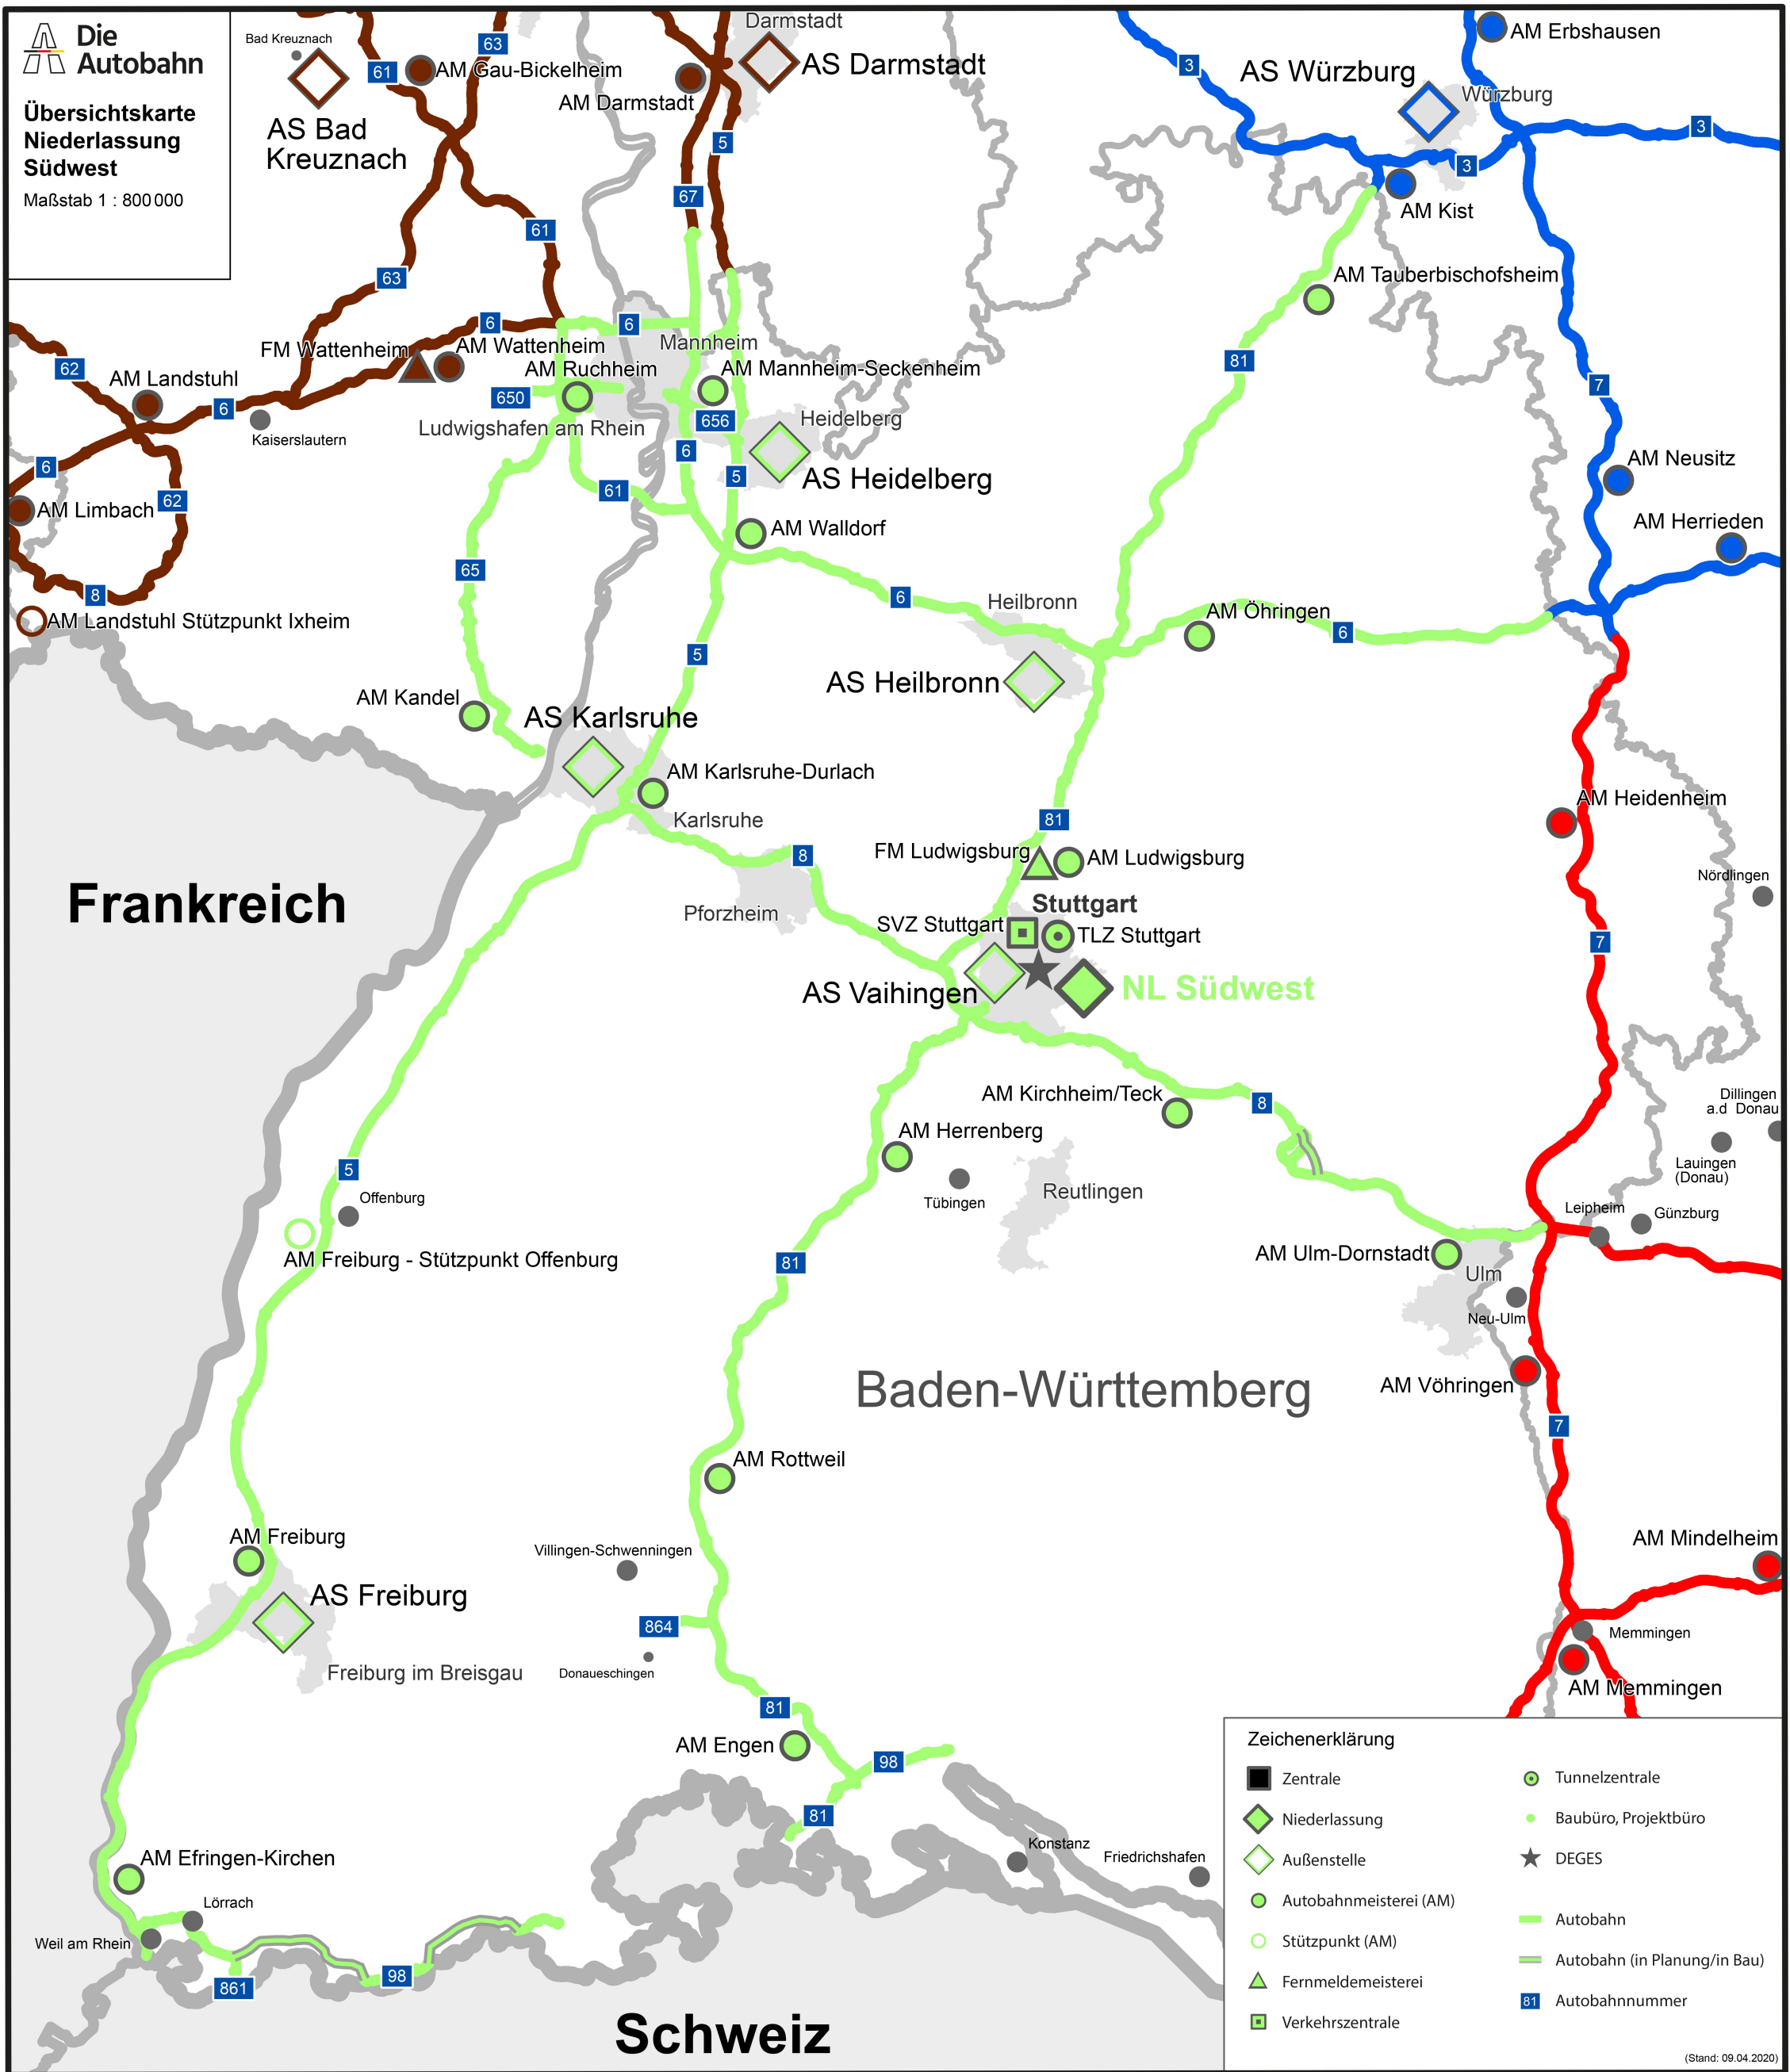 Die
Autobahn
Übersichtskarte
Niederlassung
Südwest
Maßstab 1 : 800 000
Bad Kreuznach
61
63
AM Gau-Bickelheim
AS Bad
Kreuznach
Darmstadt
AS Darmstadt
AM Darmstadt
5
67
61
63
3
AS Würzburg
Würzburg
AM Erbshausen
3
3
AM Kist
AM Tauberbischofsheim
81
7
62
AM Landstuhl
6
Kaiserslautern
FM Wattenheim
6
AM Wattenheim
6
Mannheim
AM Ruchheim
AM Mannheim-Seckenheim
650
656
Ludwigshafen am Rhein
Heidelberg
6
5
AS Heidelberg
61
6
62
AM Limbach
8
AM Landstuhl Stützpunkt Ixheim
AM Walldorf
65
AM Neusitz
AM Herrieden
6
Heilbronn
AM Öhringen
6
5
AS Heilbronn
AM Kandel
AS Karlsruhe
AM Karlsruhe-Durlach
Karlsruhe
81
AM Heidenheim
Nördlingen
8
FM Ludwigsburg
AM Ludwigsburg
Frankreich
Pforzheim
Stuttgart
SVZ Stuttgart
TLZ Stuttgart
7
AS Vaihingen
NL Südwest
AM Kirchheim/Teck
8
Dillingen
a.d Donau
AM Herrenberg
Tübingen
Reutlingen
Lauingen
(Donau)
5
Offenburg
Leipheim
Günzburg
AM Freiburg - Stützpunkt Offenburg
81
AM Ulm-Dornstadt
Ulm
Neu-Ulm
Baden-Württemberg
AM Vöhringen
7
AM Rottweil
AM Freiburg
Villingen-Schwenningen
AM Mindelheim
AS Freiburg
864
Memmingen
Donaueschingen
Freiburg im Breisgau
AM Memmingen
81
AM Engen
98
81
AM Efringen-Kirchen
Konstanz
Friedrichshafen
Lörrach
Weil am Rhein
861
98
Schweiz
Zeichenerklärung
Zentrale
Niederlassung
Außenstelle
Autobahnmeisterei (AM)
Stützpunkt (AM)
Fernmeldemeisterei
Verkehrszentrale
Tunnelzentrale
Baubüro, Projektbüro
DEGES
Autobahn
Autobahn (in Planung/in Bau)
81
Autobahnnummer
(Stand: 09.04.2020)